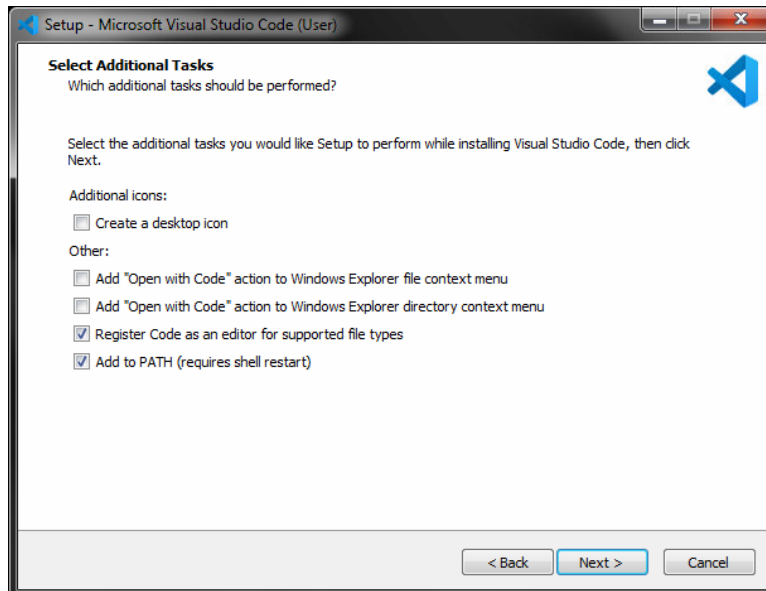 Setup - Microsoft Visual Studio Code (User)
Select Additional Tasks
Which additional tasks should be performed?
Select the additional tasks you would like Setup to perform while installing Visual Studio Code, then click
Next.
Additional icons:
Create a desktop icon
Other:
Add "Open with Code" action to Windows Explorer file context menu
Add "Open with Code" action to Windows Explorer directory context menu
Register Code as an editor for supported file types
Add to PATH (requires shell restart)
< Back Next > Cancel